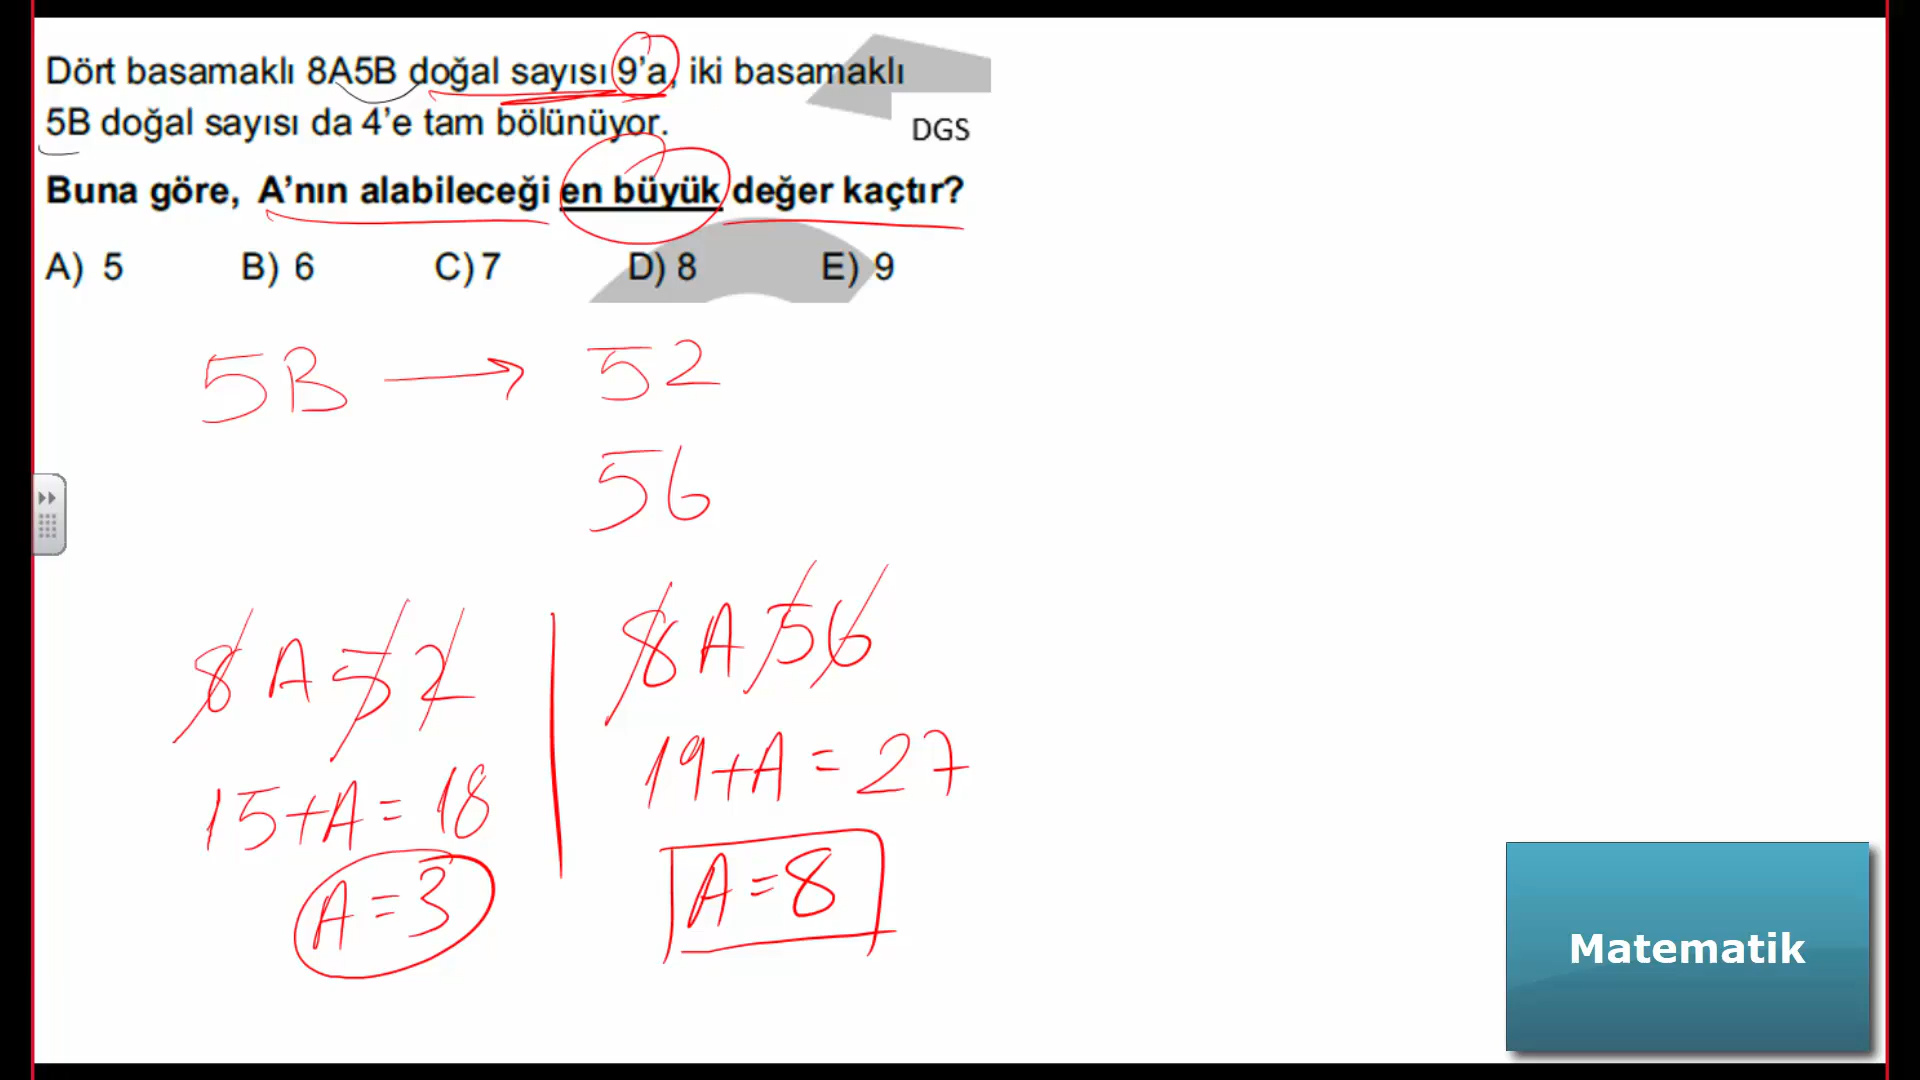 Dört basamaklı 8A5B doğal sayısı 9’a, iki basamaklı
5B doğal sayısı da 4’e tam bölünüyor.
DGS
Buna göre, A’nın alabileceği en büyük değer kaçtır?
A) 5 B) 6 C) 7 D) 8 E) 9
5B → 52
56
8A52
15+A=18
A=3
8A56
19+A=27
A=8
Matematik